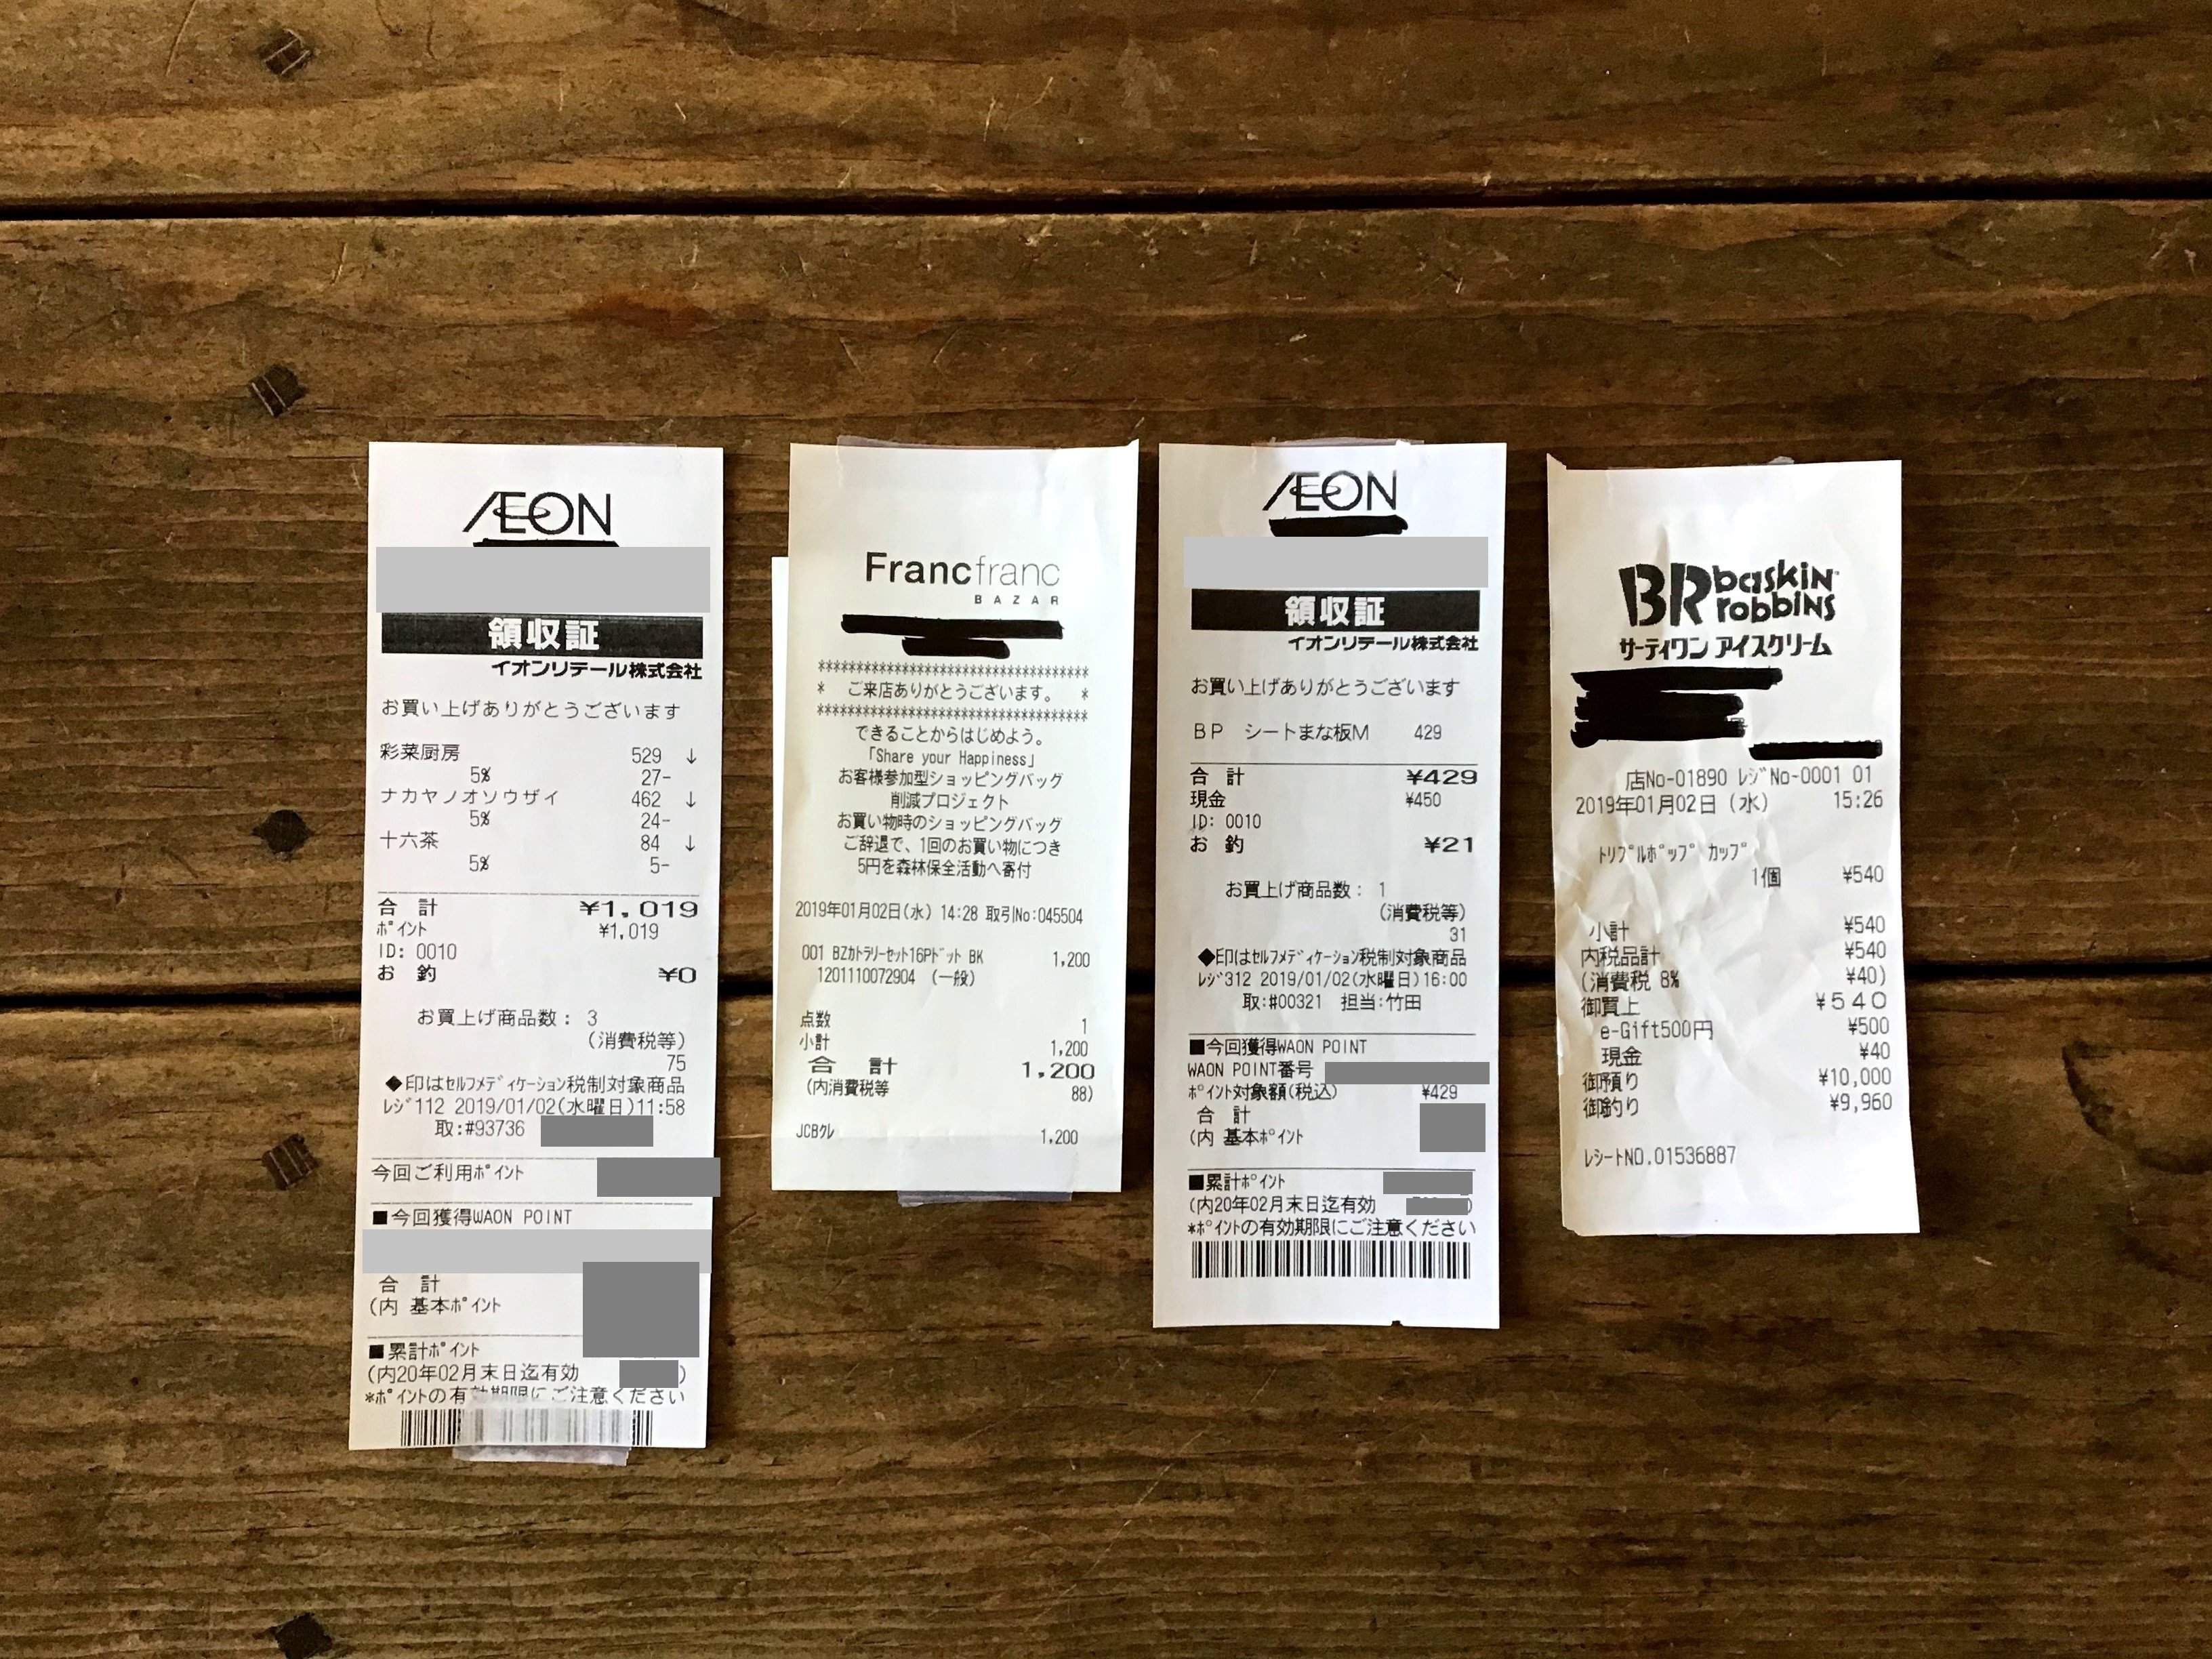 ÆON
領収証
イオンリテール株式会社
お買い上げありがとうございます
彩菜厨房 529 ↓
5% 27-
ナカヤノオソウザイ 462 ↓
5% 24-
十六茶 84 ↓
5% 5-
合 計 ¥1,019
ﾎﾟｲﾝﾄ ¥1,019
ID: 0010
お 釣 ¥0
お買上げ商品数: 3
(消費税等)
75
◆印はｾﾙﾌﾒﾃﾞｨｹｰｼｮﾝ税制対象商品
ﾚｼﾞ112 2019/01/02(水曜日)11:58
取:#93736
今回ご利用ﾎﾟｲﾝﾄ
■今回獲得WAON POINT
合 計
(内 基本ﾎﾟｲﾝﾄ
■累計ﾎﾟｲﾝﾄ
(内20年02月末日迄有効 )
*ﾎﾟｲﾝﾄの有効期限にご注意ください
Francfranc
BAZAR
*******************************
* ご来店ありがとうございます。 *
*******************************
できることからはじめよう。
「Share your Happiness」
お客様参加型ショッピングバッグ
削減プロジェクト
お買い物時のショッピングバッグ
ご辞退で、1回のお買い物につき
5円を森林保全活動へ寄付
2019年01月02日(水) 14:28 取引No:045504
001 BZｶﾄﾗﾘｰｾｯﾄ16Pﾄﾞｯﾄ BK 1,200
1201110072904 (一般)
点数 1
小計 1,200
合 計 1,200
(内消費税等 88)
JCBｸﾚ 1,200
ÆON
領収証
イオンリテール株式会社
お買い上げありがとうございます
BP シートまな板M 429
合 計 ¥429
現金 ¥450
ID: 0010
お 釣 ¥21
お買上げ商品数: 1
(消費税等)
31
◆印はｾﾙﾌﾒﾃﾞｨｹｰｼｮﾝ税制対象商品
ﾚｼﾞ312 2019/01/02(水曜日)16:00
取:#00321 担当:竹田
■今回獲得WAON POINT
WAON POINT番号
ﾎﾟｲﾝﾄ対象額(税込) ¥429
合 計
(内 基本ﾎﾟｲﾝﾄ
■累計ﾎﾟｲﾝﾄ
(内20年02月末日迄有効 )
*ﾎﾟｲﾝﾄの有効期限にご注意ください
BR baskin robbins
サーティワン アイスクリーム
店No-01890 ﾚｼﾞNo-0001 01
2019年01月02日(水) 15:26
ﾄﾘﾌﾟﾙﾎﾟｯﾌﾟ ｶｯﾌﾟ
1個 ¥540
小計 ¥540
内税品計 ¥540
(消費税 8% ¥40)
御買上 ¥540
e-Gift500円 ¥500
現金 ¥40
御預り ¥10,000
御釣り ¥9,960
ﾚｼｰﾄNO.01536887